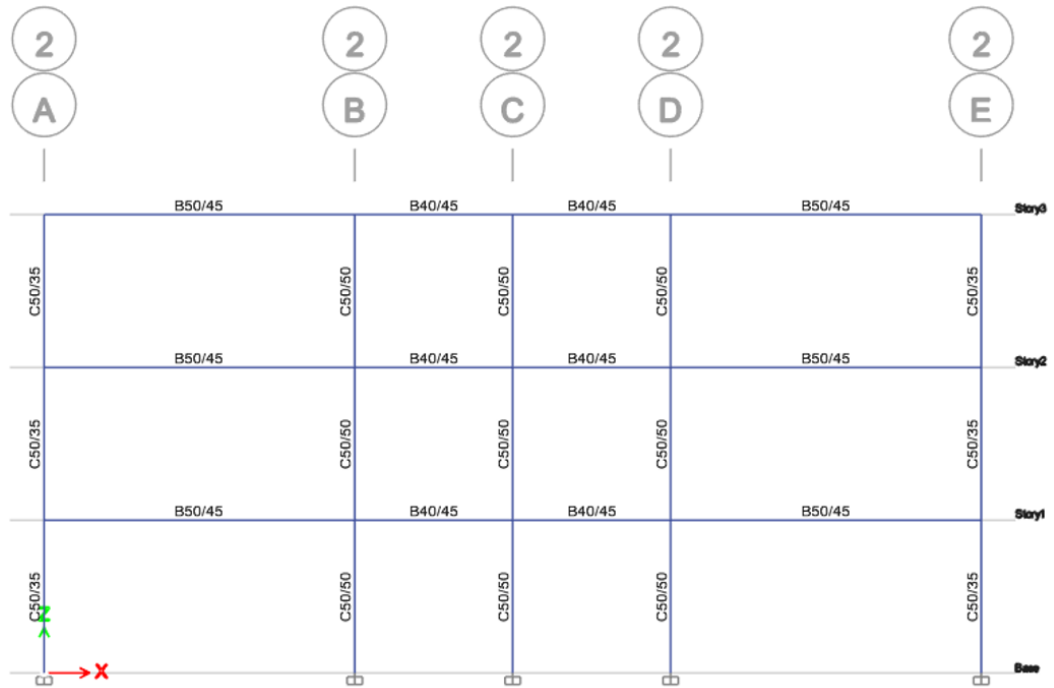 2 2 2 2 2
A B C D E
B50/45 B40/45 B40/45 B50/45 Story3
C50/35 C50/50 C50/50 C50/50 C50/35
B50/45 B40/45 B40/45 B50/45 Story2
C50/35 C50/50 C50/50 C50/50 C50/35
B50/45 B40/45 B40/45 B50/45 Story1
C50/35 C50/50 C50/50 C50/50 C50/35
Z
X Base